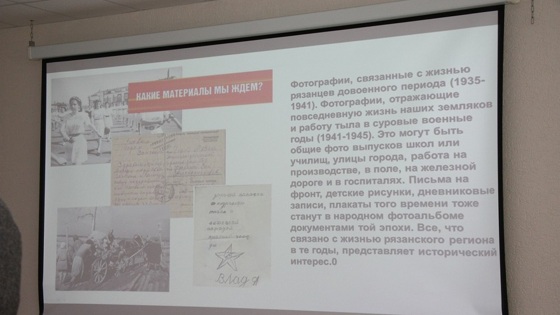 КАКИЕ МАТЕРИАЛЫ МЫ ЖДЕМ?
Фотографии, связанные с жизнью
рязанцев довоенного периода (1935-
1941). Фотографии, отражающие
повседневную жизнь наших земляков
и работу тыла в суровые военные
годы (1941-1945). Это могут быть
общие фото выпусков школ или
училищ, улицы города, работа на
производстве, в поле, на железной
дороге и в госпиталях. Письма на
фронт, детские рисунки, дневниковые
записи, плакаты того времени тоже
станут в народном фотоальбоме
документами той эпохи. Все, что
связано с жизнью рязанского региона
в те годы, представляет исторический
интерес.0